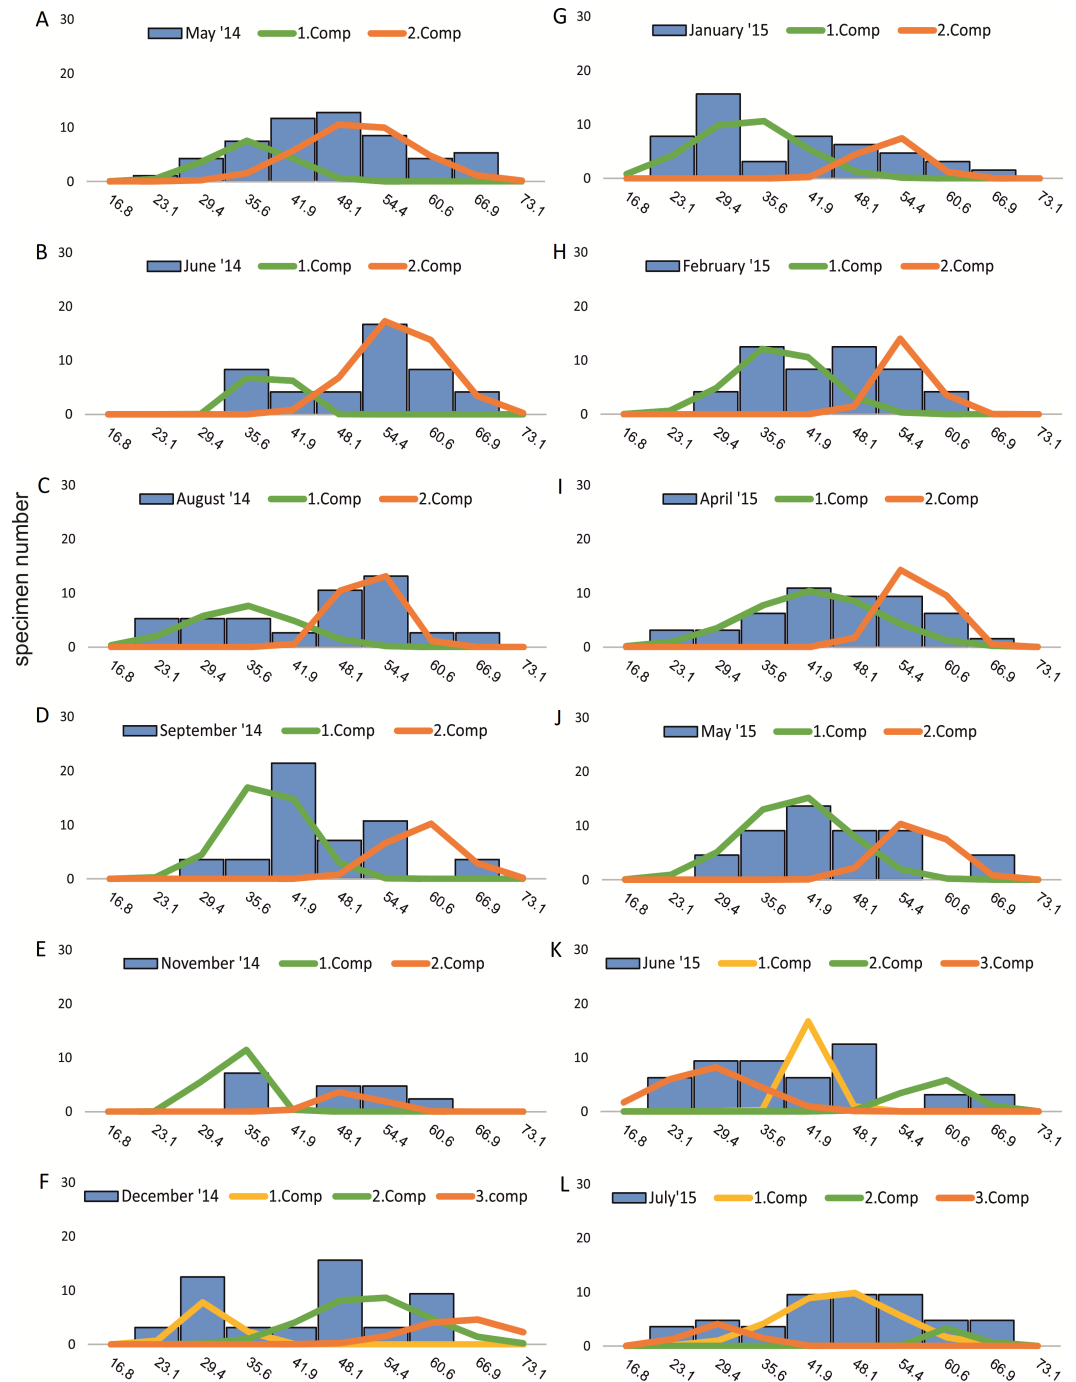 specimen number
A
May '14 1.Comp 2.Comp
30
20
10
0
16.8 23.1 29.4 35.6 41.9 48.1 54.4 60.6 66.9 73.1
B
June '14 1.Comp 2.Comp
30
20
10
0
16.8 23.1 29.4 35.6 41.9 48.1 54.4 60.6 66.9 73.1
C
August '14 1.Comp 2.Comp
30
20
10
0
16.8 23.1 29.4 35.6 41.9 48.1 54.4 60.6 66.9 73.1
D
September '14 1.Comp 2.Comp
30
20
10
0
16.8 23.1 29.4 35.6 41.9 48.1 54.4 60.6 66.9 73.1
E
November '14 1.Comp 2.Comp
30
20
10
0
16.8 23.1 29.4 35.6 41.9 48.1 54.4 60.6 66.9 73.1
F
December '14 1.Comp 2.Comp 3.comp
30
20
10
0
16.8 23.1 29.4 35.6 41.9 48.1 54.4 60.6 66.9 73.1
G
January '15 1.Comp 2.Comp
30
20
10
0
16.8 23.1 29.4 35.6 41.9 48.1 54.4 60.6 66.9 73.1
H
February '15 1.Comp 2.Comp
30
20
10
0
16.8 23.1 29.4 35.6 41.9 48.1 54.4 60.6 66.9 73.1
I
April '15 1.Comp 2.Comp
30
20
10
0
16.8 23.1 29.4 35.6 41.9 48.1 54.4 60.6 66.9 73.1
J
May '15 1.Comp 2.Comp
30
20
10
0
16.8 23.1 29.4 35.6 41.9 48.1 54.4 60.6 66.9 73.1
K
June '15 1.Comp 2.Comp 3.Comp
30
20
10
0
16.8 23.1 29.4 35.6 41.9 48.1 54.4 60.6 66.9 73.1
L
July'15 1.Comp 2.Comp 3.Comp
30
20
10
0
16.8 23.1 29.4 35.6 41.9 48.1 54.4 60.6 66.9 73.1